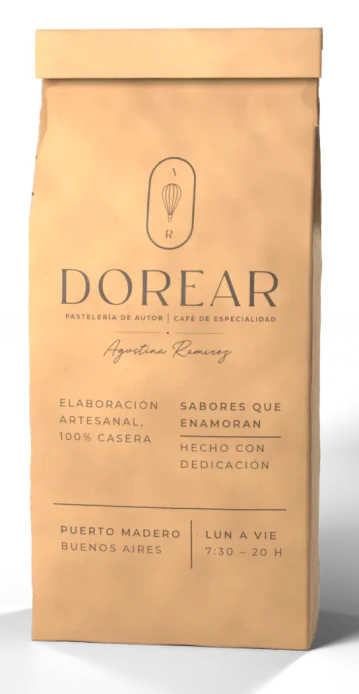 A
R
DOREAR
PASTELERÍA DE AUTOR | CAFÉ DE ESPECIALIDAD
Agustina Ramirez
ELABORACIÓN
ARTESANAL,
100% CASERA
SABORES QUE
ENAMORAN
HECHO CON
DEDICACIÓN
PUERTO MADERO
BUENOS AIRES
LUN A VIE
7:30 – 20 H